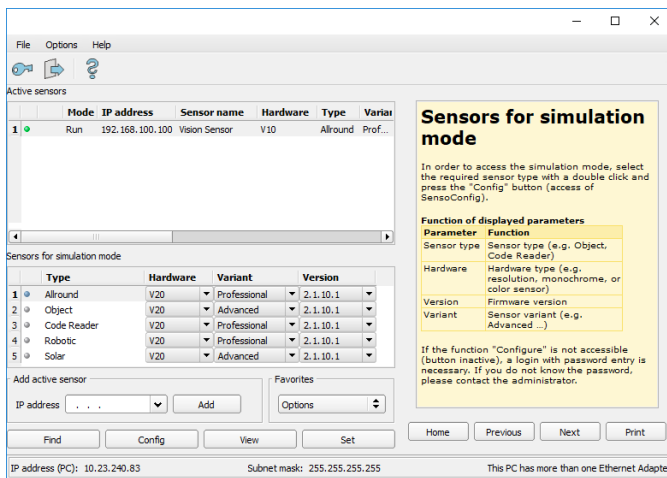 File Options Help
Active sensors
Mode IP address Sensor name Hardware Type Varian
1 Run 192.168.100.100 Vision Sensor V10 Allround Prof...
Sensors for simulation mode
Type Hardware Variant Version
1 Allround V20 Professional 2.1.10.1
2 Object V20 Advanced 2.1.10.1
3 Code Reader V20 Professional 2.1.10.1
4 Robotic V20 Professional 2.1.10.1
5 Solar V20 Advanced 2.1.10.1
Add active sensor
IP address . . . Add
Favorites
Options
Find Config View Set
Sensors for simulation
mode
In order to access the simulation mode, select
the required sensor type with a double click and
press the "Config" button (access of
SensoConfig).
Function of displayed parameters
Parameter Function
Sensor type Sensor type (e.g. Object,
Code Reader)
Hardware Hardware type (e.g.
resolution, monochrome, or
color sensor)
Version Firmware version
Variant Sensor variant (e.g.
Advanced ...)
If the function "Configure" is not accessible
(button inactive), a login with password entry is
necessary. If you do not know the password,
please contact the administrator.
Home Previous Next Print
IP address (PC): 10.23.240.83 Subnet mask: 255.255.255.255 This PC has more than one Ethernet Adapte